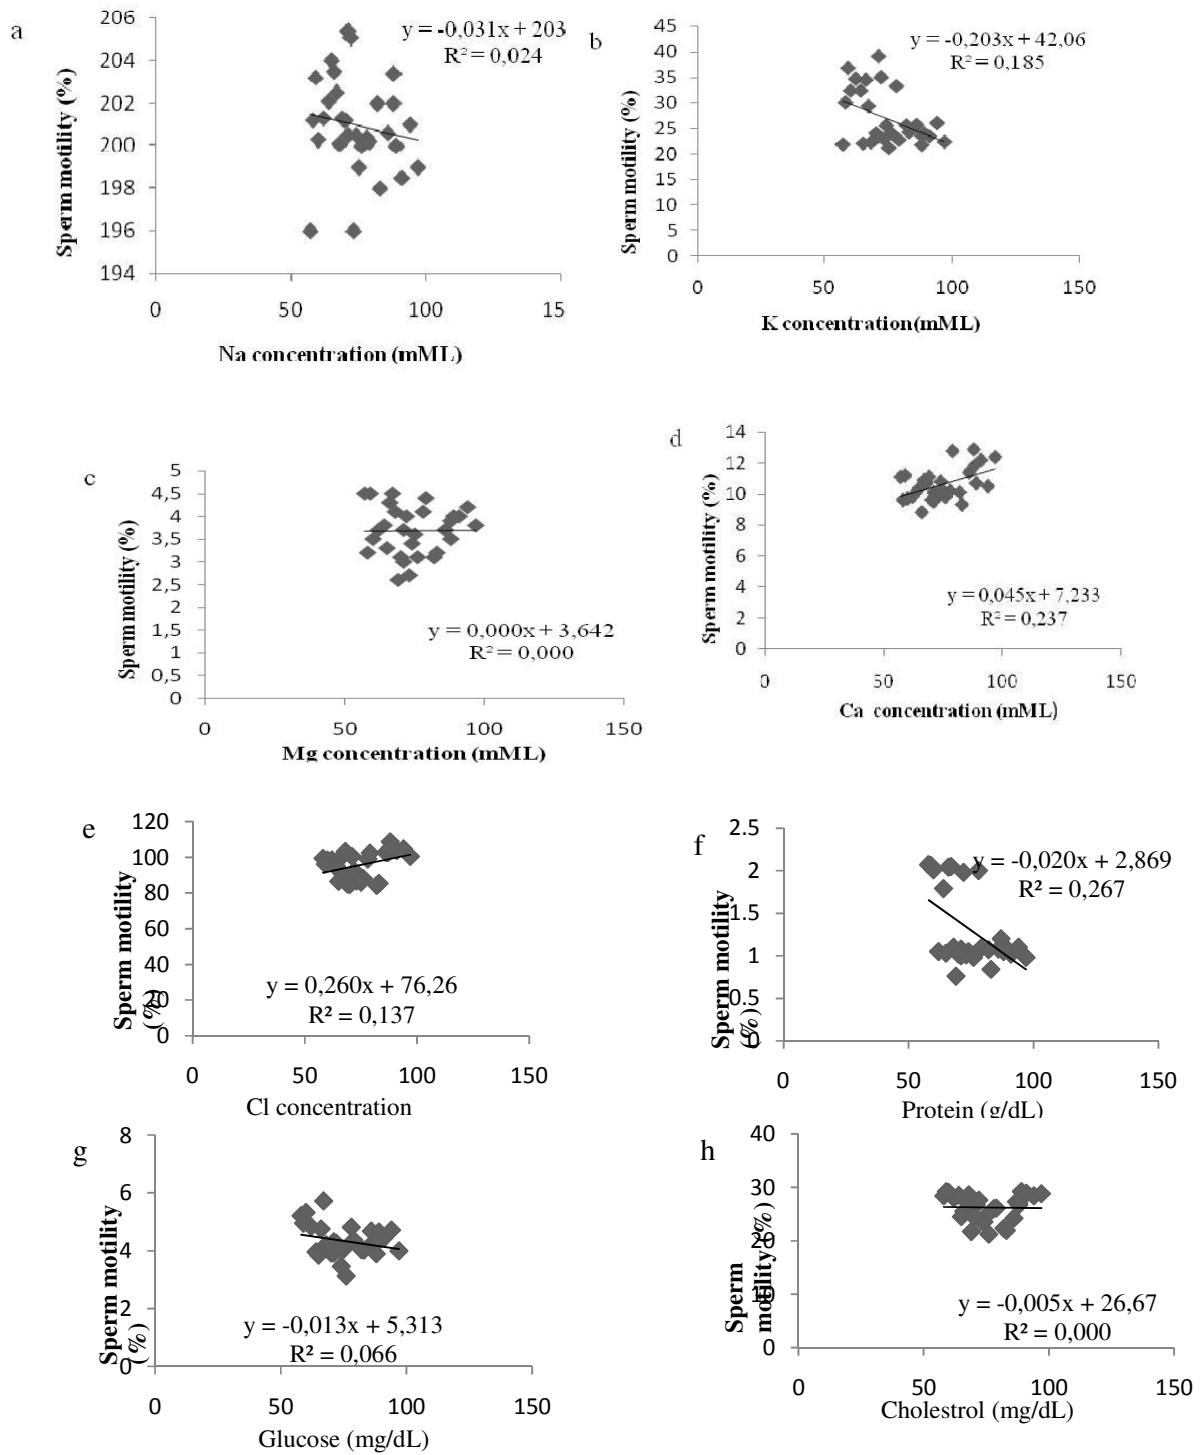 a
206
204
202
200
198
196
194
0
50
100
15
y = -0,031x + 203
R² = 0,024
Sperm motility (%)
Na concentration (mML)
b
45
40
35
30
25
20
15
10
5
0
0
50
100
150
y = -0,203x + 42,06
R² = 0,185
Sperm motility (%)
K concentration(mML)
c
5
4,5
4
3,5
3
2,5
2
1,5
1
0,5
0
0
50
100
150
y = 0,000x + 3,642
R² = 0,000
Sperm motility (%)
Mg concentration (mML)
d
14
12
10
8
6
4
2
0
0
50
100
150
y = 0,045x + 7,233
R² = 0,237
Sperm motility (%)
Ca concentration (mML)
e
120
100
80
60
40
20
0
0
50
100
150
y = 0,260x + 76,26
R² = 0,137
Sperm motility
(%)
Cl concentration
f
2.5
2
1.5
1
0.5
0
0
50
100
150
y = -0,020x + 2,869
R² = 0,267
Sperm motility
(%)
Protein (g/dL)
g
8
6
4
2
0
0
50
100
150
y = -0,013x + 5,313
R² = 0,066
Sperm motility
(%)
Glucose (mg/dL)
h
40
30
20
10
0
0
50
100
150
y = -0,005x + 26,67
R² = 0,000
Sperm
motility (%)
Cholestrol (mg/dL)